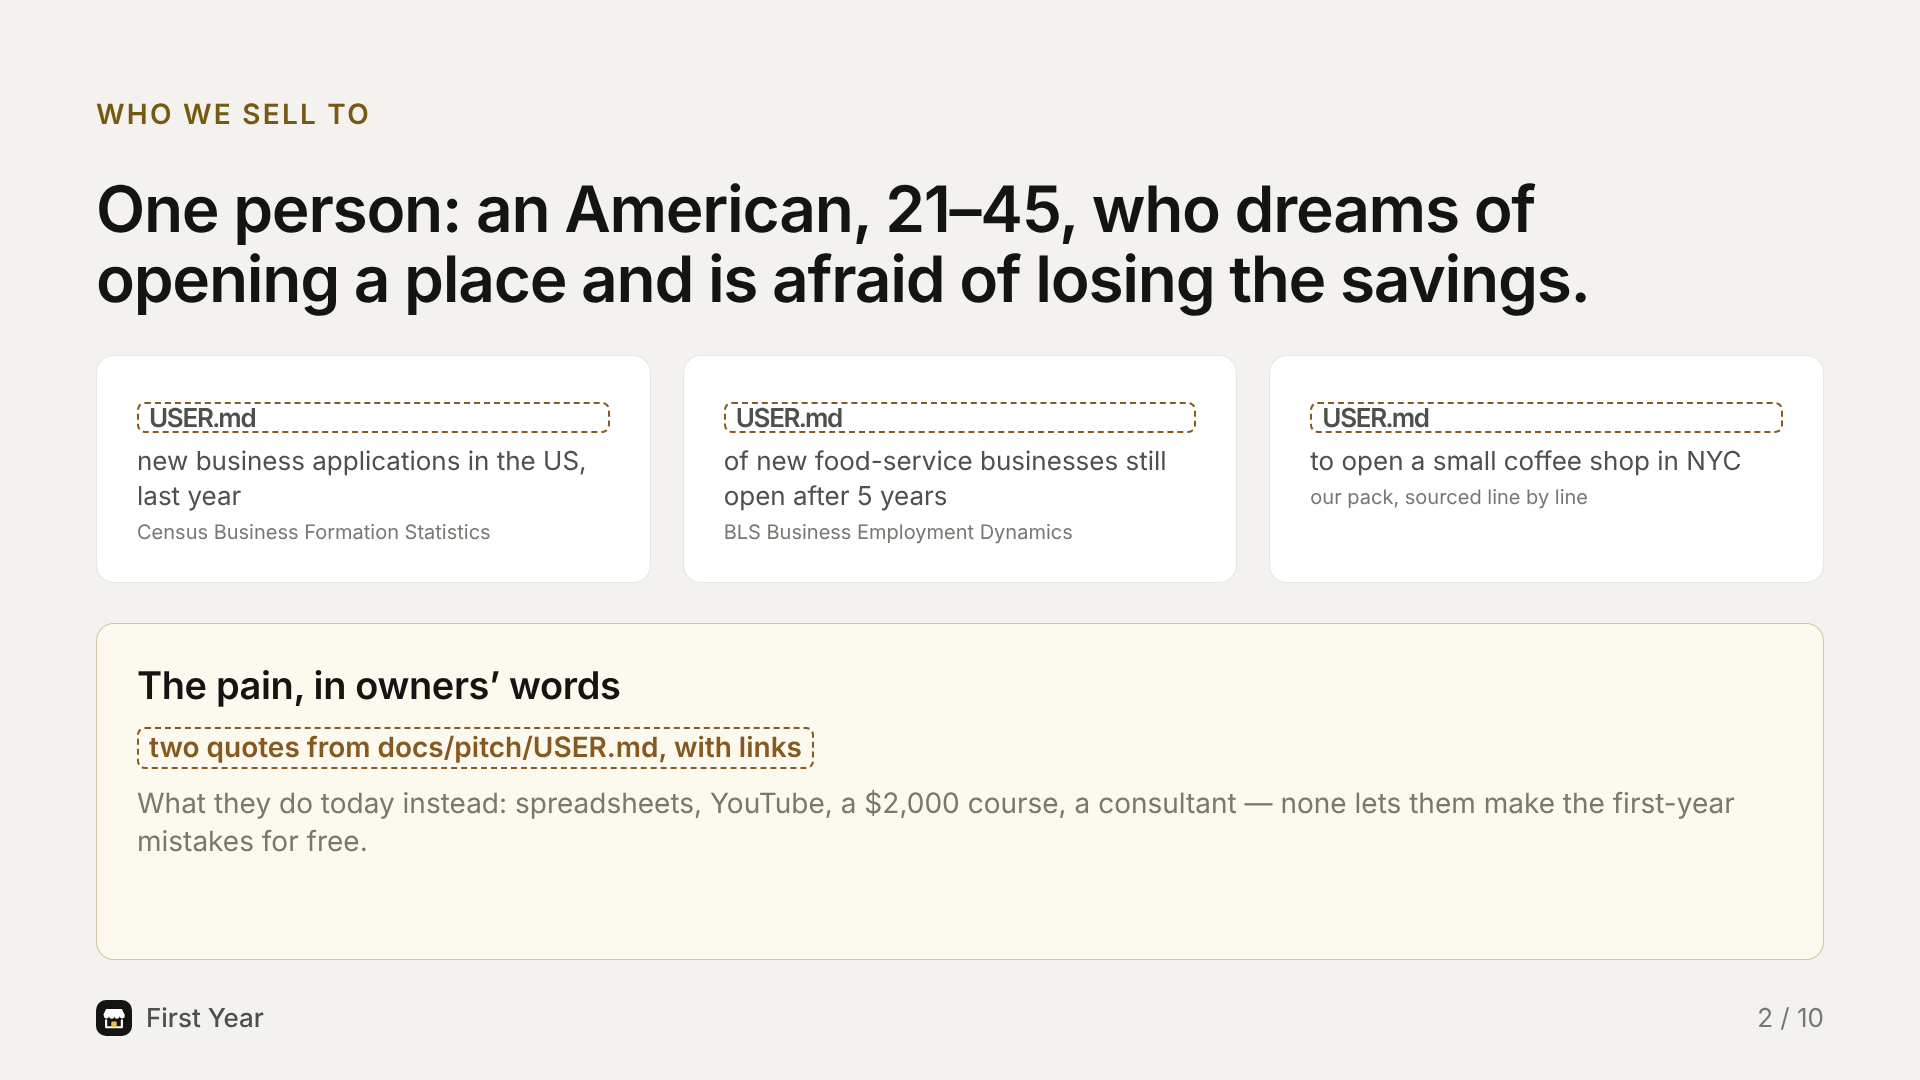 WHO WE SELL TO
One person: an American, 21–45, who dreams of
opening a place and is afraid of losing the savings.
USER.md
new business applications in the US,
last year
Census Business Formation Statistics
USER.md
of new food-service businesses still
open after 5 years
BLS Business Employment Dynamics
USER.md
to open a small coffee shop in NYC
our pack, sourced line by line
The pain, in owners’ words
two quotes from docs/pitch/USER.md, with links
What they do today instead: spreadsheets, YouTube, a $2,000 course, a consultant — none lets them make the first-year
mistakes for free.
First Year
2 / 10